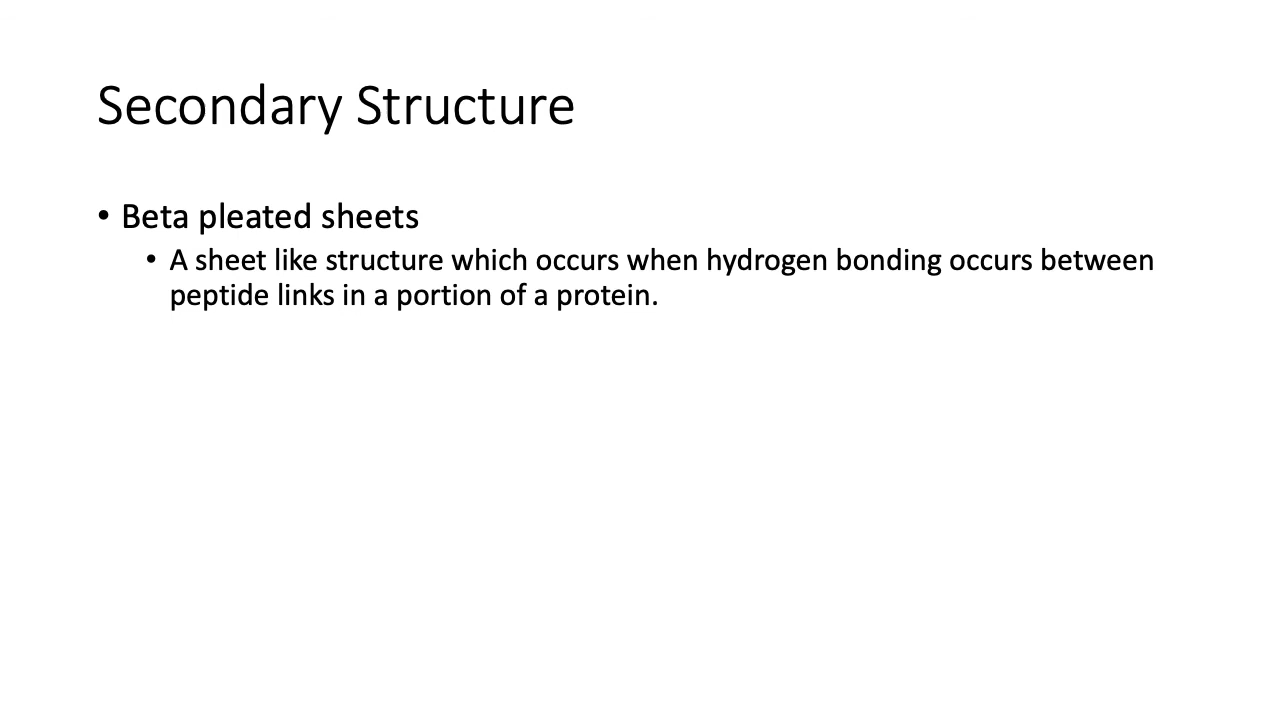 Secondary Structure
• Beta pleated sheets
• A sheet like structure which occurs when hydrogen bonding occurs between
peptide links in a portion of a protein.